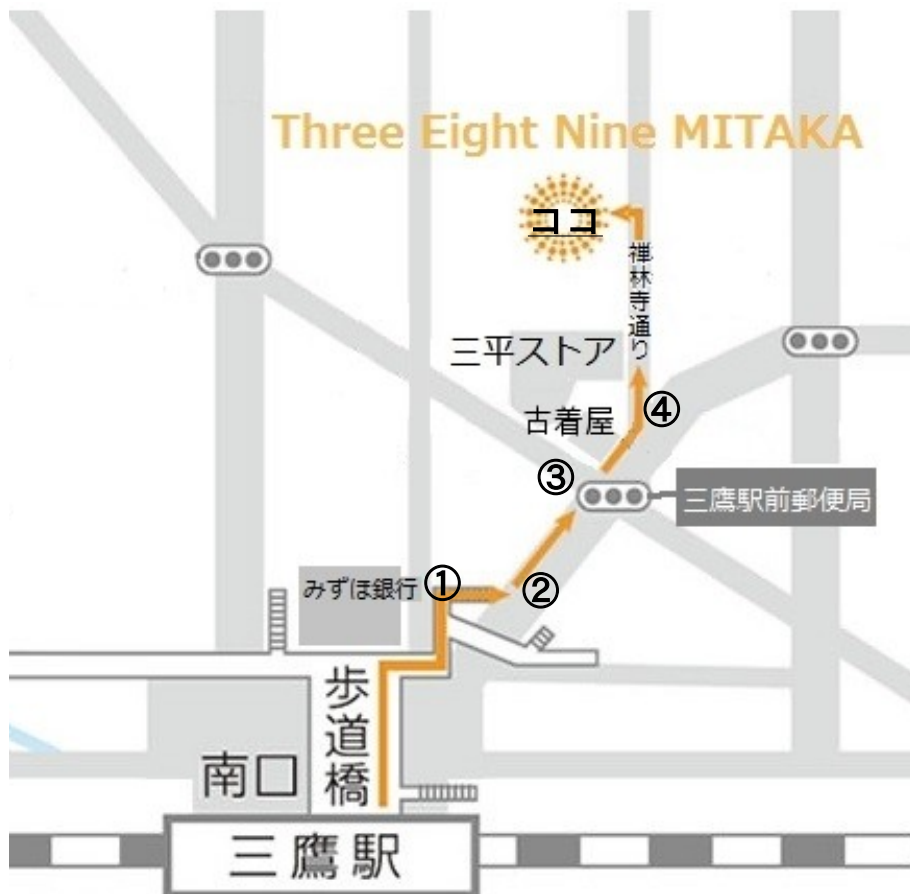 Three Eight Nine MITAKA
ココ
禅林寺通り
三平ストア
④
古着屋
③
三鷹駅前郵便局
みずほ銀行
①
②
歩道橋
南口
三鷹駅